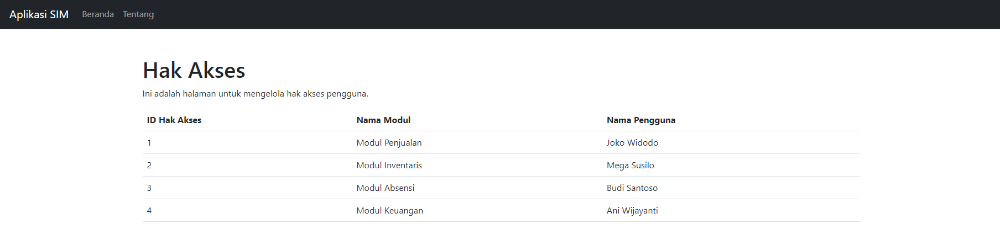 Aplikasi SIM Beranda Tentang
Hak Akses
Ini adalah halaman untuk mengelola hak akses pengguna.
ID Hak Akses Nama Modul Nama Pengguna
1 Modul Penjualan Joko Widodo
2 Modul Inventaris Mega Susilo
3 Modul Absensi Budi Santoso
4 Modul Keuangan Ani Wijayanti